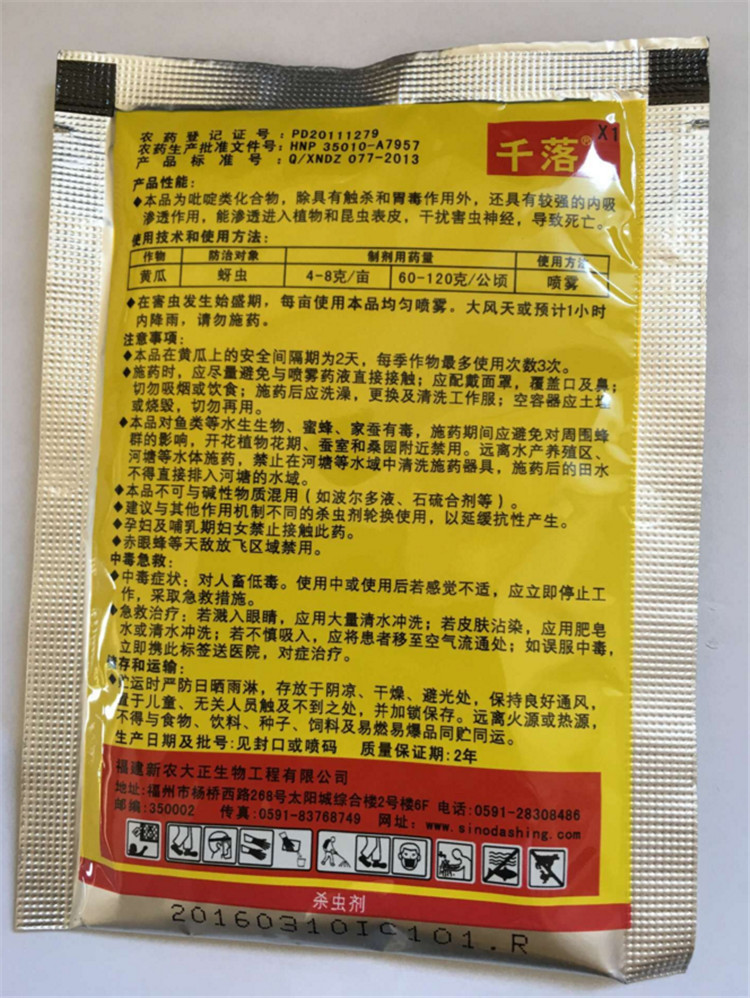 农药登记证号：PD20111279
农药生产批准文件号：HNP 35010-A7957
产品标准号：Q/XNDZ 077-2013
千落® X1
产品性能：
◆本品为吡啶类化合物，除具有触杀和胃毒作用外，还具有较强的内吸
渗透作用，能渗透进入植物和昆虫表皮，干扰害虫神经，导致死亡。
使用技术和使用方法：
作物 防治对象 制剂用药量 使用方法
黄瓜 蚜虫 4-8克/亩 60-120克/公顷 喷雾
◆在害虫发生始盛期，每亩使用本品均匀喷雾。大风天或预计1小时
内降雨，请勿施药。
注意事项：
◆本品在黄瓜上的安全间隔期为2天，每季作物最多使用次数3次。
◆施药时，应尽量避免与喷雾药液直接接触；应配戴面罩，覆盖口及鼻；
切勿吸烟或饮食；施药后应洗澡，更换及清洗工作服；空容器应土埋
或烧毁，切勿再用。
◆本品对鱼类等水生生物、蜜蜂、家蚕有毒，施药期间应避免对周围蜂
群的影响，开花植物花期、蚕室和桑园附近禁用。远离水产养殖区、
河塘等水体施药，禁止在河塘等水域中清洗施药器具，施药后的田水
不得直接排入河塘的水域。
◆本品不可与碱性物质混用（如波尔多液、石硫合剂等）。
◆建议与其他作用机制不同的杀虫剂轮换使用，以延缓抗性产生。
◆孕妇及哺乳期妇女禁止接触此药。
◆赤眼蜂等天敌放飞区域禁用。
中毒急救：
◆中毒症状：对人畜低毒。使用中或使用后若感觉不适，应立即停止工
作，采取急救措施。
◆急救治疗：若溅入眼睛，应用大量清水冲洗；若皮肤沾染，应用肥皂
水或清水冲洗；若不慎吸入，应将患者移至空气流通处；如误服中毒，
立即携此标签送医院，对症治疗。
贮存和运输：
◆贮运时严防日晒雨淋，存放于阴凉、干燥、避光处，保持良好通风，
置于儿童、无关人员触及不到之处，并加锁保存。远离火源或热源，
不得与食物、饮料、种子、饲料及易燃易爆品同贮同运。
生产日期及批号：见封口或喷码 质量保证期：2年
福建新农大正生物工程有限公司
地址：福州市杨桥西路268号太阳城综合楼2号楼6F 电话：0591-28308486
邮编：350002 传真：0591-83768749 网址：www.sinodashing.com
杀虫剂
20160310IC101.R